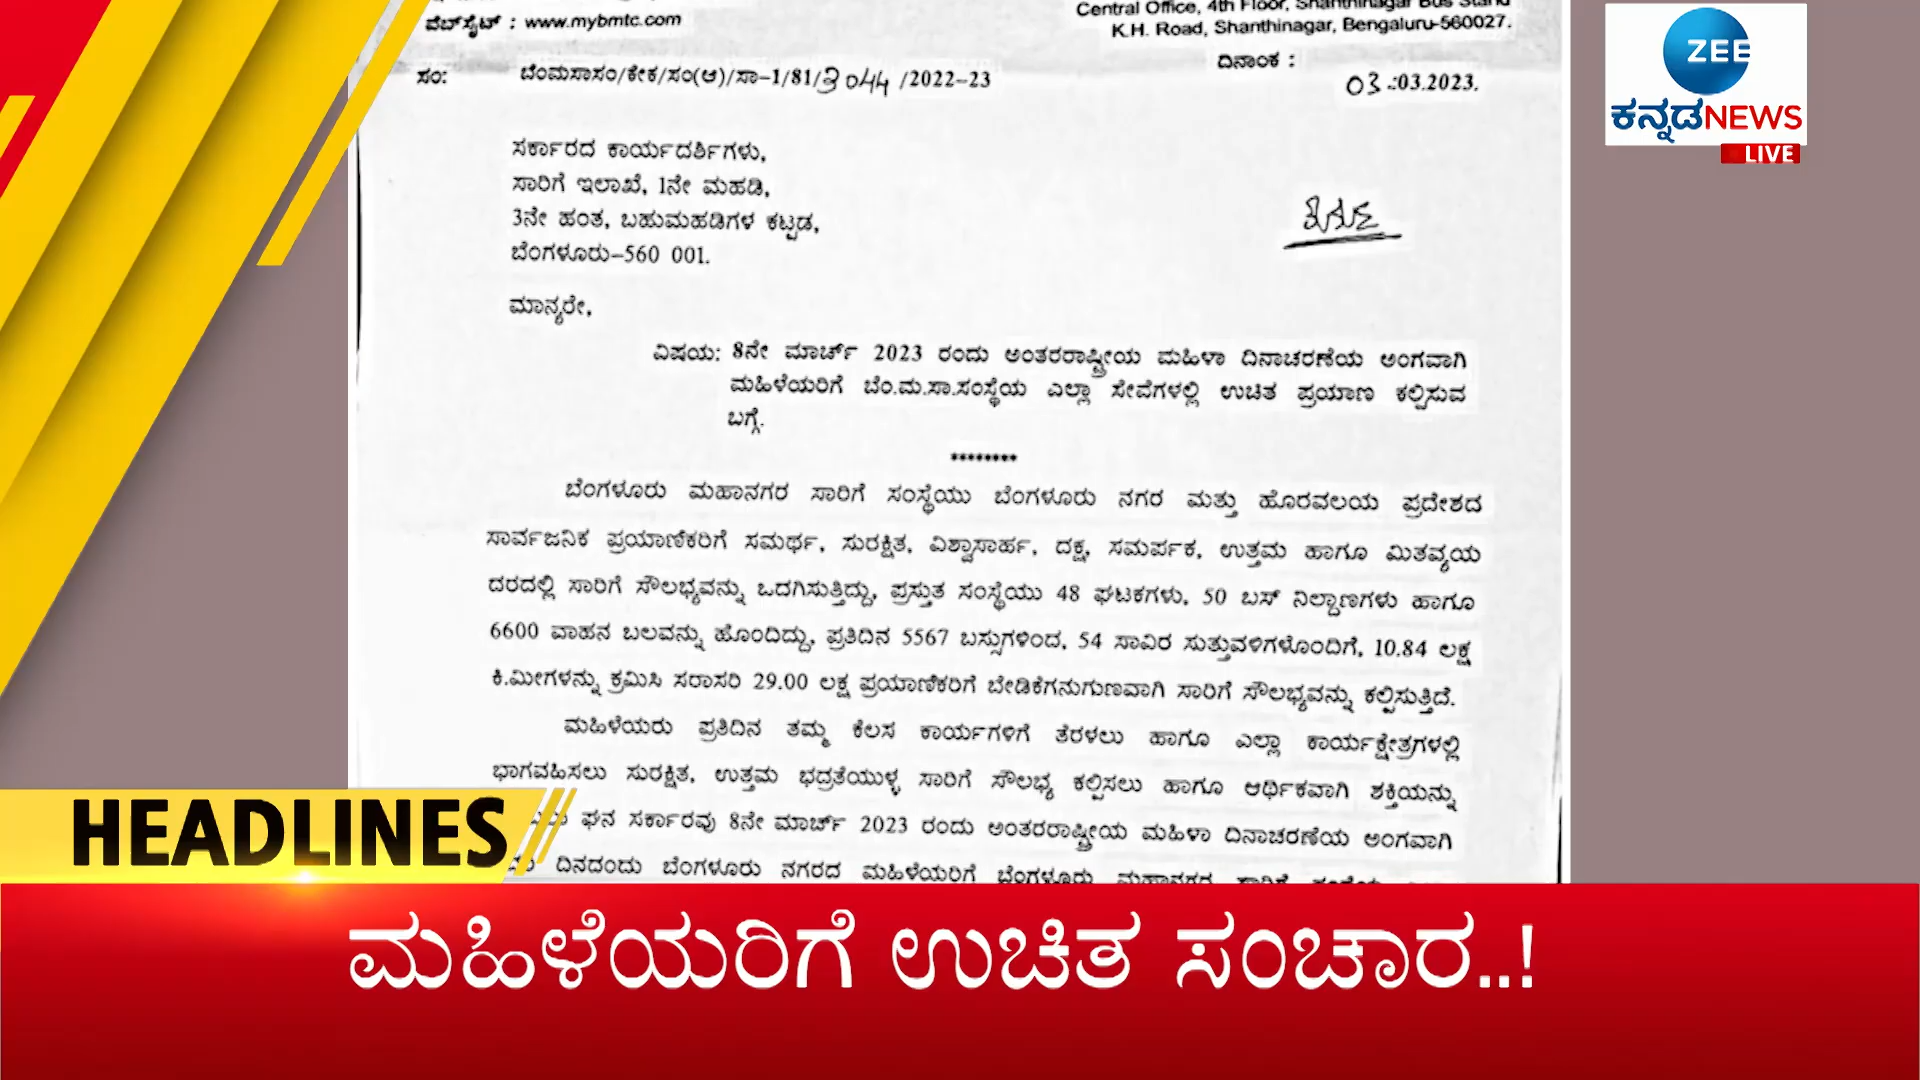 ವೆಬ್‌ಸೈಟ್ : www.mybmtc.com
Central Office, 4th Floor, Shanthinagar Bus Stand
K.H. Road, Shanthinagar, Bengaluru-560027.
ಸಂ: ಬೆಂಮಸಾಸಂ/ಕೇಕ/ಸಂ(ಆ)/ಸಾ-1/81/3044/2022-23
ದಿನಾಂಕ :
03.:03.2023.
ZEE
ಕನ್ನಡ NEWS
LIVE
ಸರ್ಕಾರದ ಕಾರ್ಯದರ್ಶಿಗಳು,
ಸಾರಿಗೆ ಇಲಾಖೆ, 1ನೇ ಮಹಡಿ,
3ನೇ ಹಂತ, ಬಹುಮಹಡಿಗಳ ಕಟ್ಟಡ,
ಬೆಂಗಳೂರು-560 001.
ಮಾನ್ಯರೇ,
ವಿಷಯ: 8ನೇ ಮಾರ್ಚ್ 2023 ರಂದು ಅಂತರರಾಷ್ಟ್ರೀಯ ಮಹಿಳಾ ದಿನಾಚರಣೆಯ ಅಂಗವಾಗಿ
ಮಹಿಳೆಯರಿಗೆ ಬೆಂ.ಮ.ಸಾ.ಸಂಸ್ಥೆಯ ಎಲ್ಲಾ ಸೇವೆಗಳಲ್ಲಿ ಉಚಿತ ಪ್ರಯಾಣ ಕಲ್ಪಿಸುವ
ಬಗ್ಗೆ.
********
ಬೆಂಗಳೂರು ಮಹಾನಗರ ಸಾರಿಗೆ ಸಂಸ್ಥೆಯು ಬೆಂಗಳೂರು ನಗರ ಮತ್ತು ಹೊರವಲಯ ಪ್ರದೇಶದ
ಸಾರ್ವಜನಿಕ ಪ್ರಯಾಣಿಕರಿಗೆ ಸಮರ್ಥ, ಸುರಕ್ಷಿತ, ವಿಶ್ವಾಸಾರ್ಹ, ದಕ್ಷ, ಸಮರ್ಪಕ, ಉತ್ತಮ ಹಾಗೂ ಮಿತವ್ಯಯ
ದರದಲ್ಲಿ ಸಾರಿಗೆ ಸೌಲಭ್ಯವನ್ನು ಒದಗಿಸುತ್ತಿದ್ದು, ಪ್ರಸ್ತುತ ಸಂಸ್ಥೆಯು 48 ಘಟಕಗಳು, 50 ಬಸ್ ನಿಲ್ದಾಣಗಳು ಹಾಗೂ
6600 ವಾಹನ ಬಲವನ್ನು ಹೊಂದಿದ್ದು, ಪ್ರತಿದಿನ 5567 ಬಸ್ಸುಗಳಿಂದ, 54 ಸಾವಿರ ಸುತ್ತುವಳಿಗಳೊಂದಿಗೆ, 10.84 ಲಕ್ಷ
ಕಿ.ಮೀಗಳನ್ನು ಕ್ರಮಿಸಿ ಸರಾಸರಿ 29.00 ಲಕ್ಷ ಪ್ರಯಾಣಿಕರಿಗೆ ಬೇಡಿಕೆಗನುಗುಣವಾಗಿ ಸಾರಿಗೆ ಸೌಲಭ್ಯವನ್ನು ಕಲ್ಪಿಸುತ್ತಿದೆ.
ಮಹಿಳೆಯರು ಪ್ರತಿದಿನ ತಮ್ಮ ಕೆಲಸ ಕಾರ್ಯಗಳಿಗೆ ತೆರಳಲು ಹಾಗೂ ಎಲ್ಲಾ ಕಾರ್ಯಕ್ಷೇತ್ರಗಳಲ್ಲಿ
ಭಾಗವಹಿಸಲು ಸುರಕ್ಷಿತ, ಉತ್ತಮ ಭದ್ರತೆಯುಳ್ಳ ಸಾರಿಗೆ ಸೌಲಭ್ಯ ಕಲ್ಪಿಸಲು ಹಾಗೂ ಆರ್ಥಿಕವಾಗಿ ಶಕ್ತಿಯನ್ನು
ಘನ ಸರ್ಕಾರವು 8ನೇ ಮಾರ್ಚ್ 2023 ರಂದು ಅಂತರರಾಷ್ಟ್ರೀಯ ಮಹಿಳಾ ದಿನಾಚರಣೆಯ ಅಂಗವಾಗಿ
ದಿನದಂದು ಬೆಂಗಳೂರು ನಗರದ ಮಹಿಳೆಯರಿಗೆ ಬೆಂಗಳೂರು ಮಹಾನಗರ ಸಾರಿಗೆ
HEADLINES
ಮಹಿಳೆಯರಿಗೆ ಉಚಿತ ಸಂಚಾರ..!